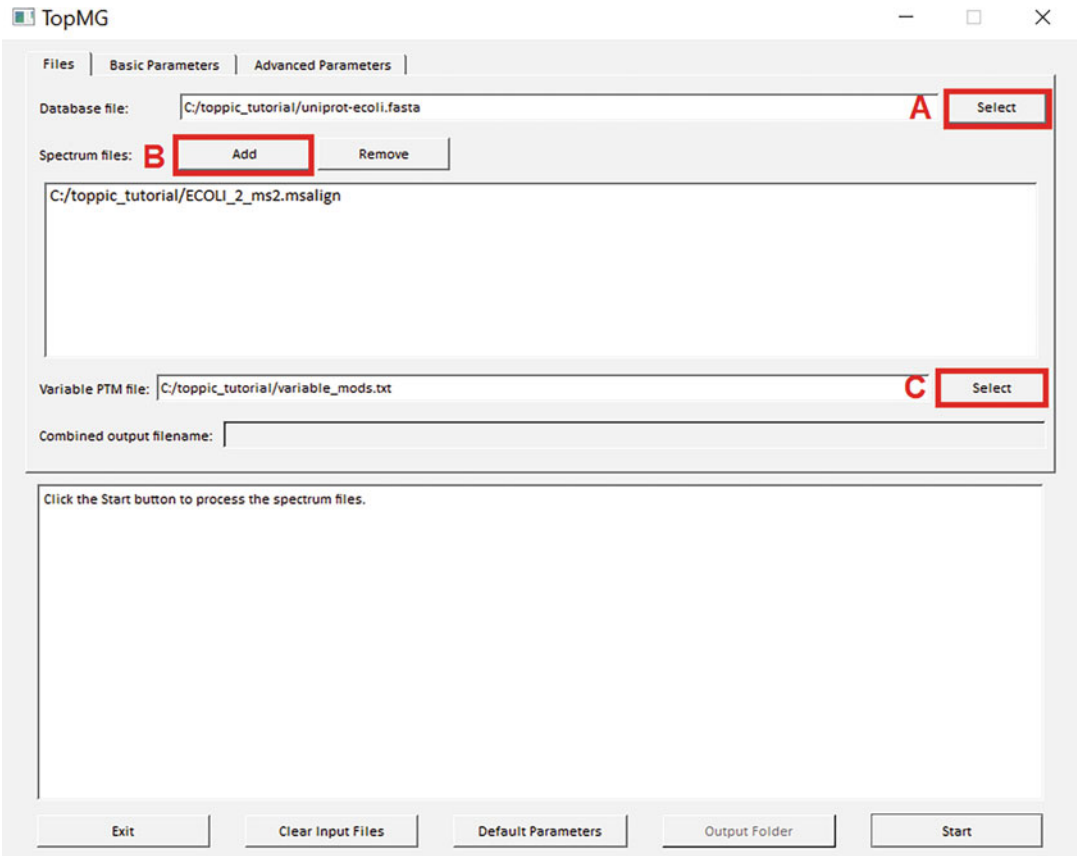 TopMG
Files Basic Parameters Advanced Parameters
Database file: C:/toppic_tutorial/uniprot-ecoli.fasta A Select
Spectrum files: B Add Remove
C:/toppic_tutorial/ECOLI_2_ms2.msalign
Variable PTM file: C:/toppic_tutorial/variable_mods.txt C Select
Combined output filename:
Click the Start button to process the spectrum files.
Exit Clear Input Files Default Parameters Output Folder Start